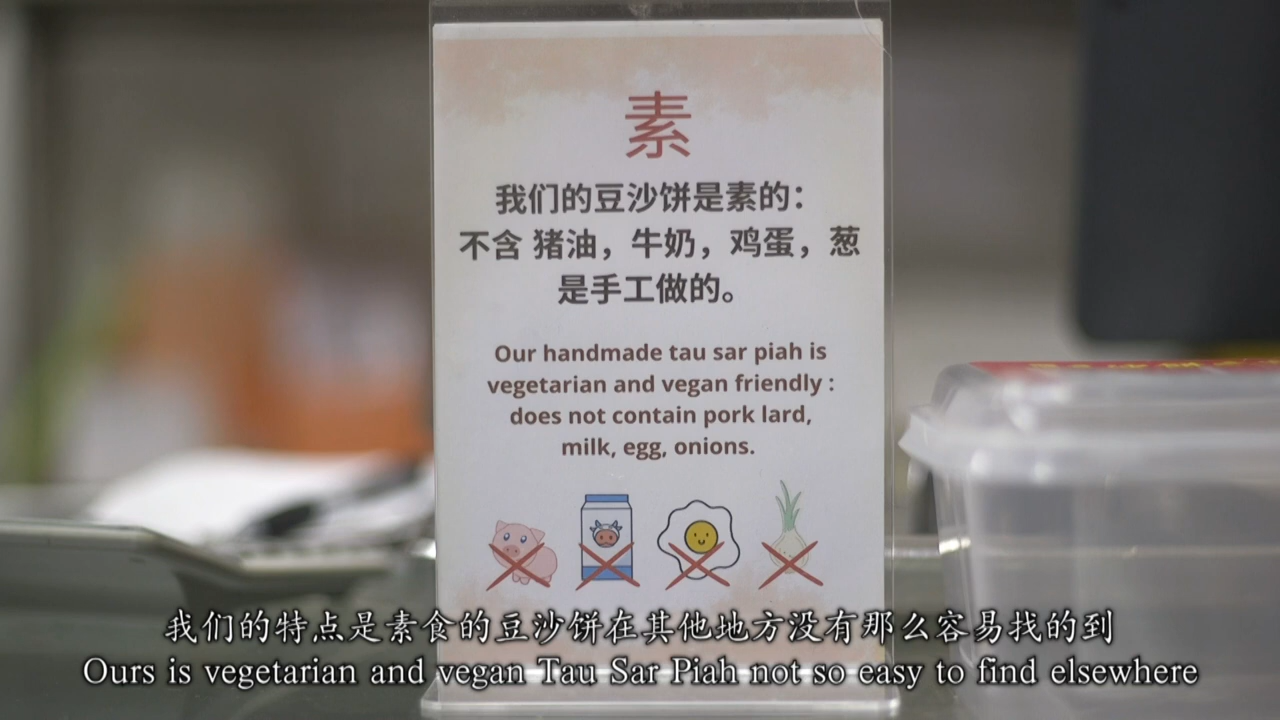 素
我们的豆沙饼是素的：
不含 猪油，牛奶，鸡蛋，葱
是手工做的。
Our handmade tau sar piah is
vegetarian and vegan friendly :
does not contain pork lard,
milk, egg, onions.
我们的特点是素食的豆沙饼在其他地方没有那么容易找的到
Ours is vegetarian and vegan Tau Sar Piah not so easy to find elsewhere